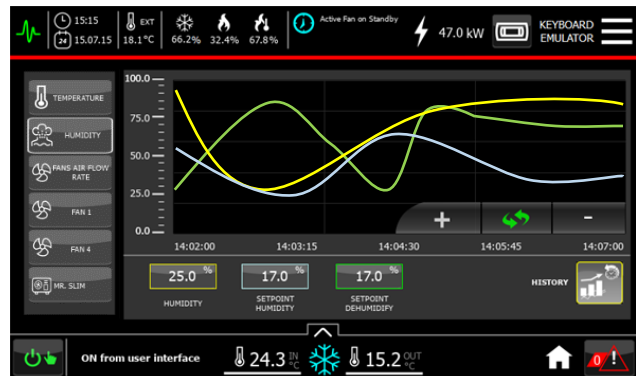 15:15
24 15.07.15
EXT
18.1°C
66.2%
32.4%
67.8%
Active Fan on Standby
47.0 kW
KEYBOARD
EMULATOR
TEMPERATURE
HUMIDITY
FANS AIR FLOW
RATE
FAN 1
FAN 4
MR. SLIM
100.0
75.0
50.0
25.0
0.0
+
-
14:02:00
14:03:15
14:04:30
14:05:45
14:07:00
25.0 %
HUMIDITY
17.0 %
SETPOINT
HUMIDITY
17.0 %
SETPOINT
DEHUMIDIFY
HISTORY
ON from user interface
24.3 IN °C
15.2 OUT °C
0 !